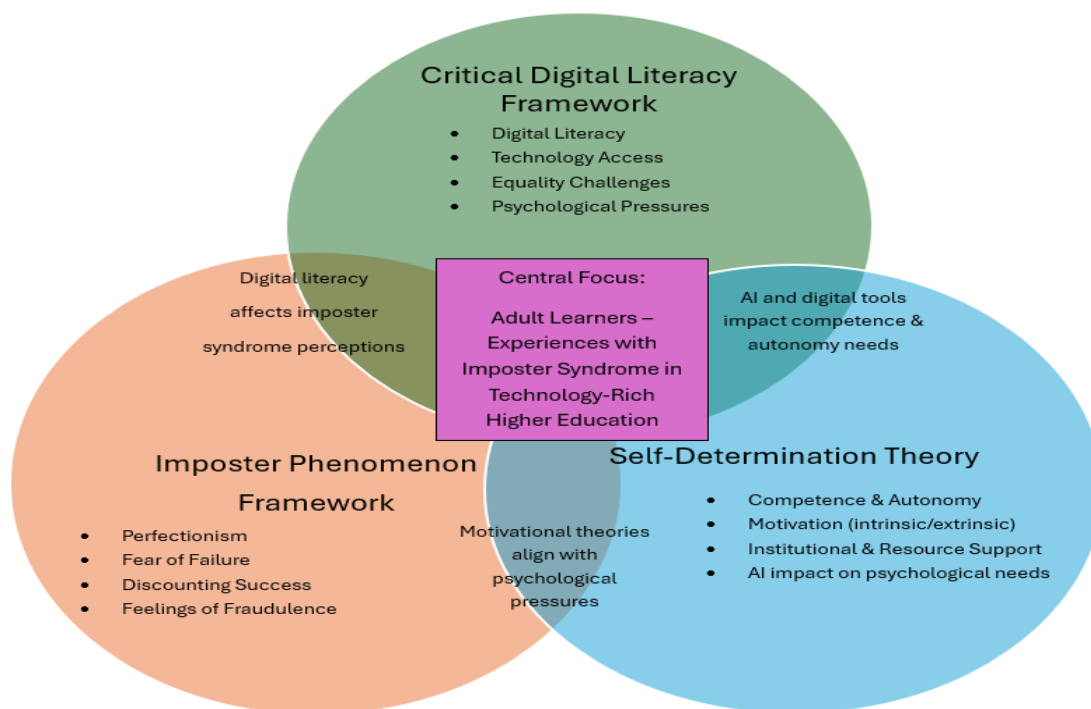 Critical Digital Literacy
Framework
• Digital Literacy
• Technology Access
• Equality Challenges
• Psychological Pressures
Digital literacy
affects imposter
syndrome perceptions
Central Focus:
Adult Learners –
Experiences with
Imposter Syndrome in
Technology-Rich
Higher Education
AI and digital tools
impact competence &
autonomy needs
Imposter Phenomenon
Framework
• Perfectionism
• Fear of Failure
• Discounting Success
• Feelings of Fraudulence
Motivational theories
align with
psychological
pressures
Self-Determination Theory
• Competence & Autonomy
• Motivation (intrinsic/extrinsic)
• Institutional & Resource Support
• AI impact on psychological needs